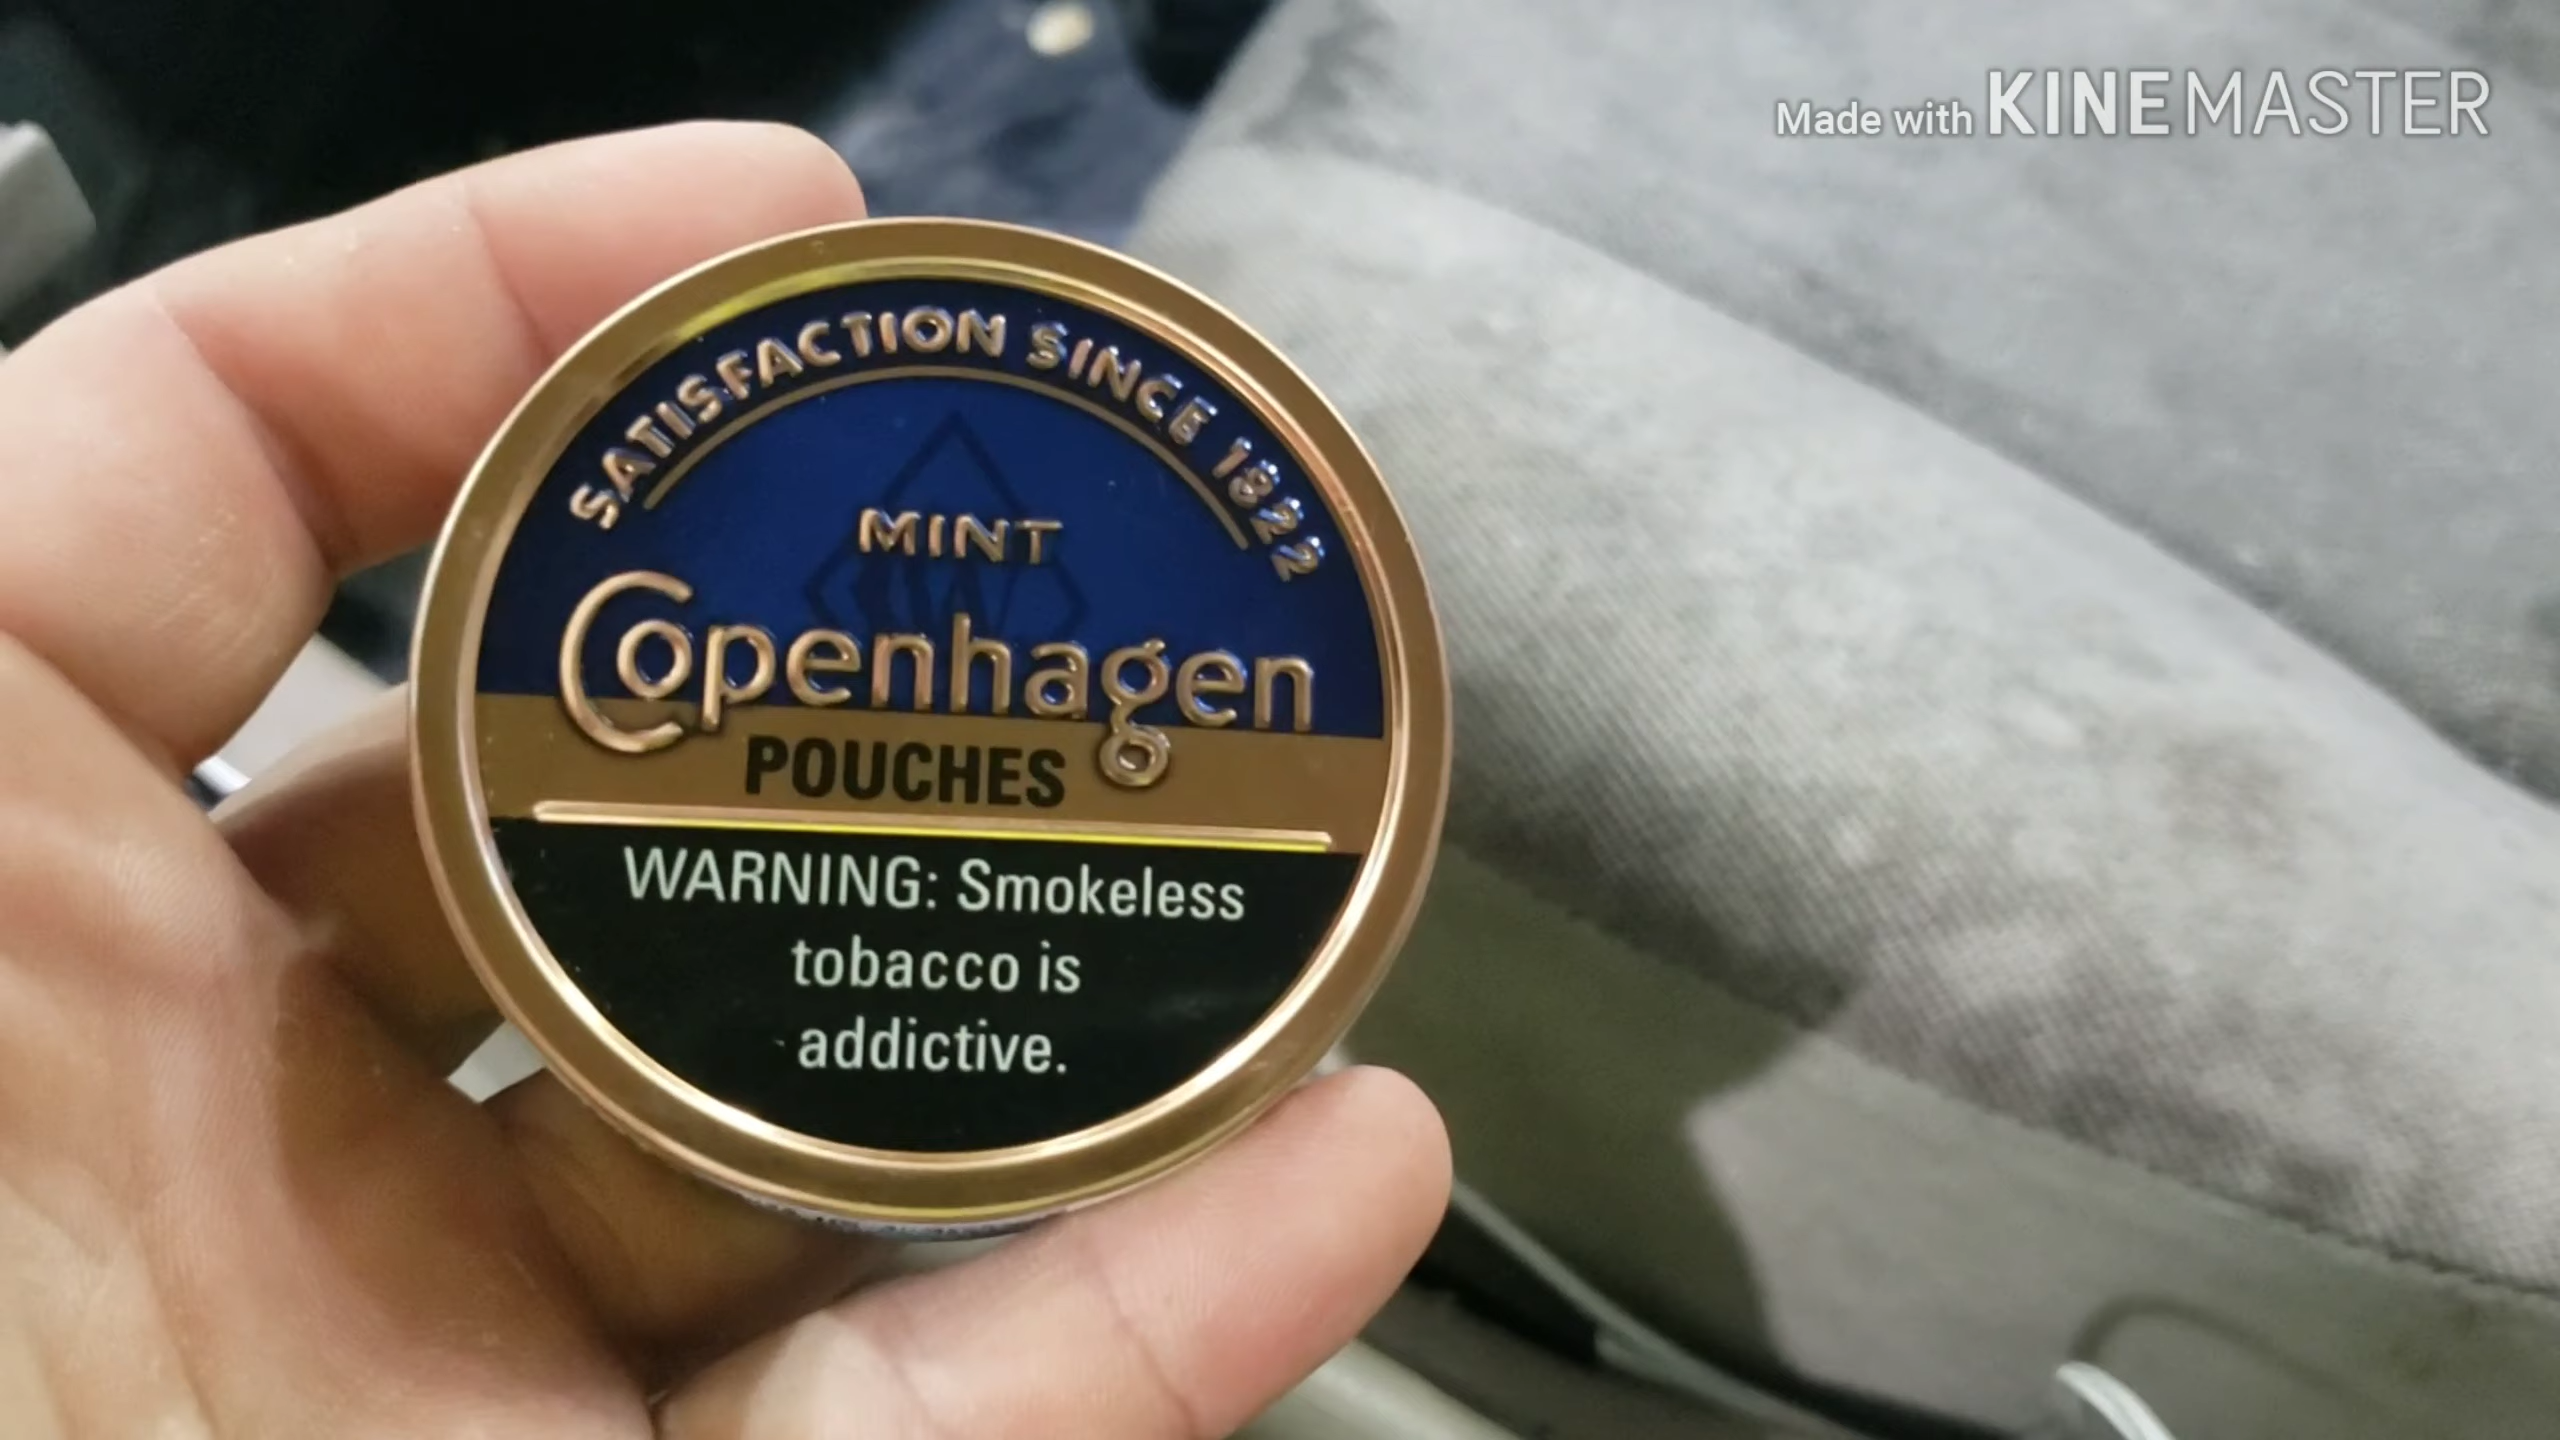 Made with KINEMASTER
SATISFACTION SINCE 1822
MINT
Copenhagen
POUCHES
WARNING: Smokeless
tobacco is
addictive.